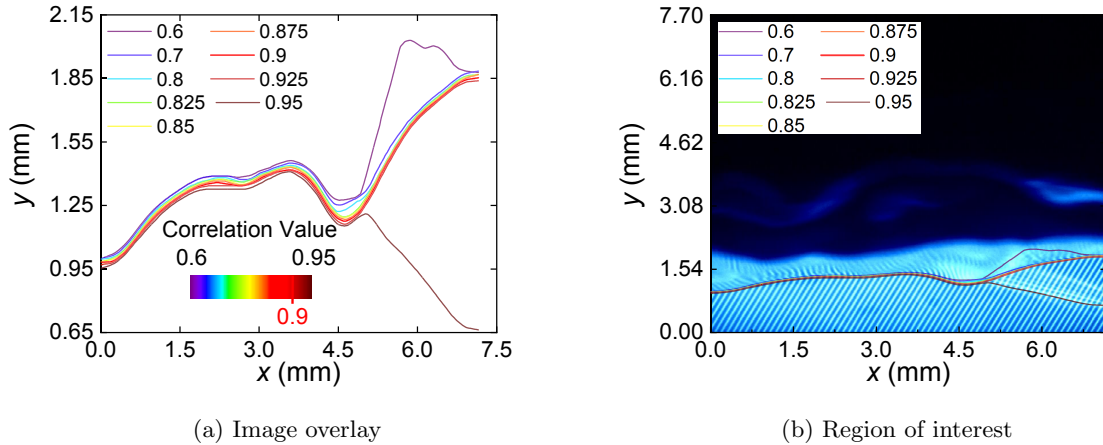 2.15
1.85
1.55
1.25
0.95
0.65
y (mm)
0.6 0.875
0.7 0.9
0.8 0.925
0.825 0.95
0.85
Correlation Value
0.6 0.95
0.9
0.0 1.5 3.0 4.5 6.0 7.5
x (mm)
(a) Image overlay
7.70
6.16
4.62
3.08
1.54
0.00
y (mm)
0.6 0.875
0.7 0.9
0.8 0.925
0.825 0.95
0.85
0.0 1.5 3.0 4.5 6.0
x (mm)
(b) Region of interest